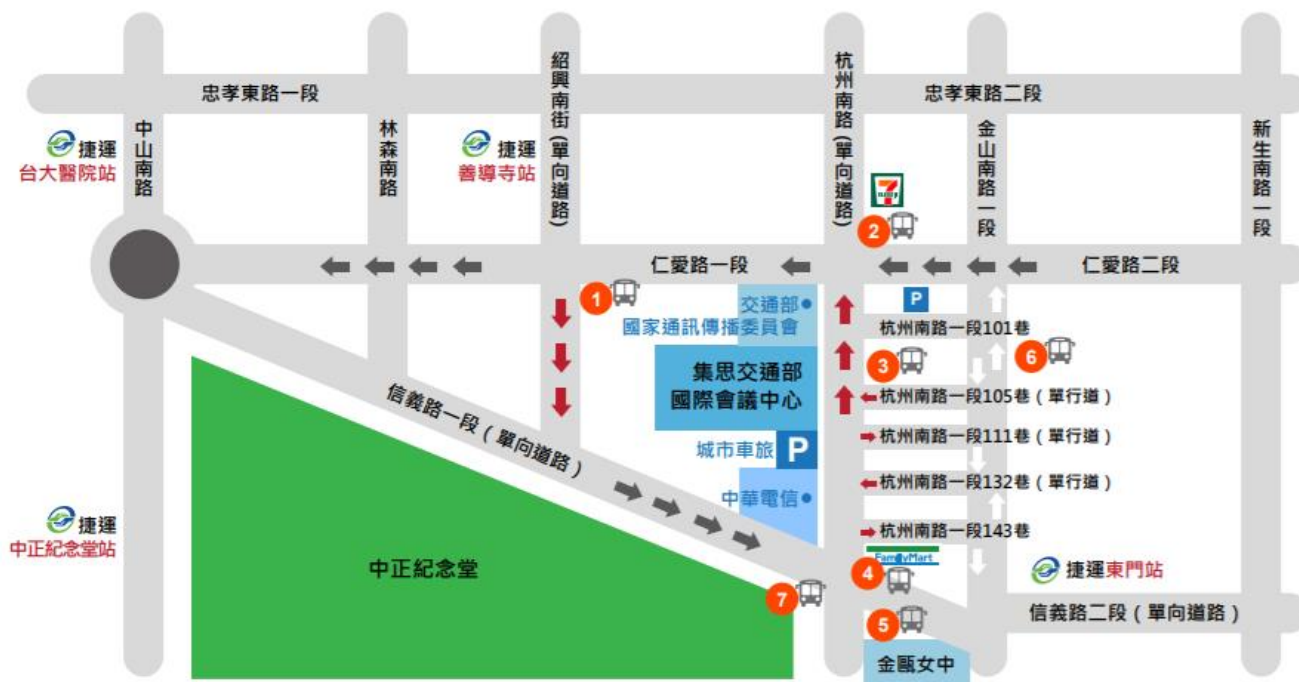 忠孝東路一段
忠孝東路二段
中山南路
林森南路
紹興南街(單向道路)
杭州南路(單向道路)
金山南路一段
新生南路一段
捷運
台大醫院站
捷運
善導寺站
7
ELEVEN
2
仁愛路一段
仁愛路二段
1
交通部
國家通訊傳播委員會
P
杭州南路一段101巷
集思交通部
國際會議中心
3
6
杭州南路一段105巷(單行道)
信義路一段(單向道路)
杭州南路一段111巷(單行道)
城市車旅 P
杭州南路一段132巷(單行道)
中華電信
捷運
中正紀念堂站
杭州南路一段143巷
FamilyMart
中正紀念堂
4
捷運東門站
7
5
信義路二段(單向道路)
金甌女中